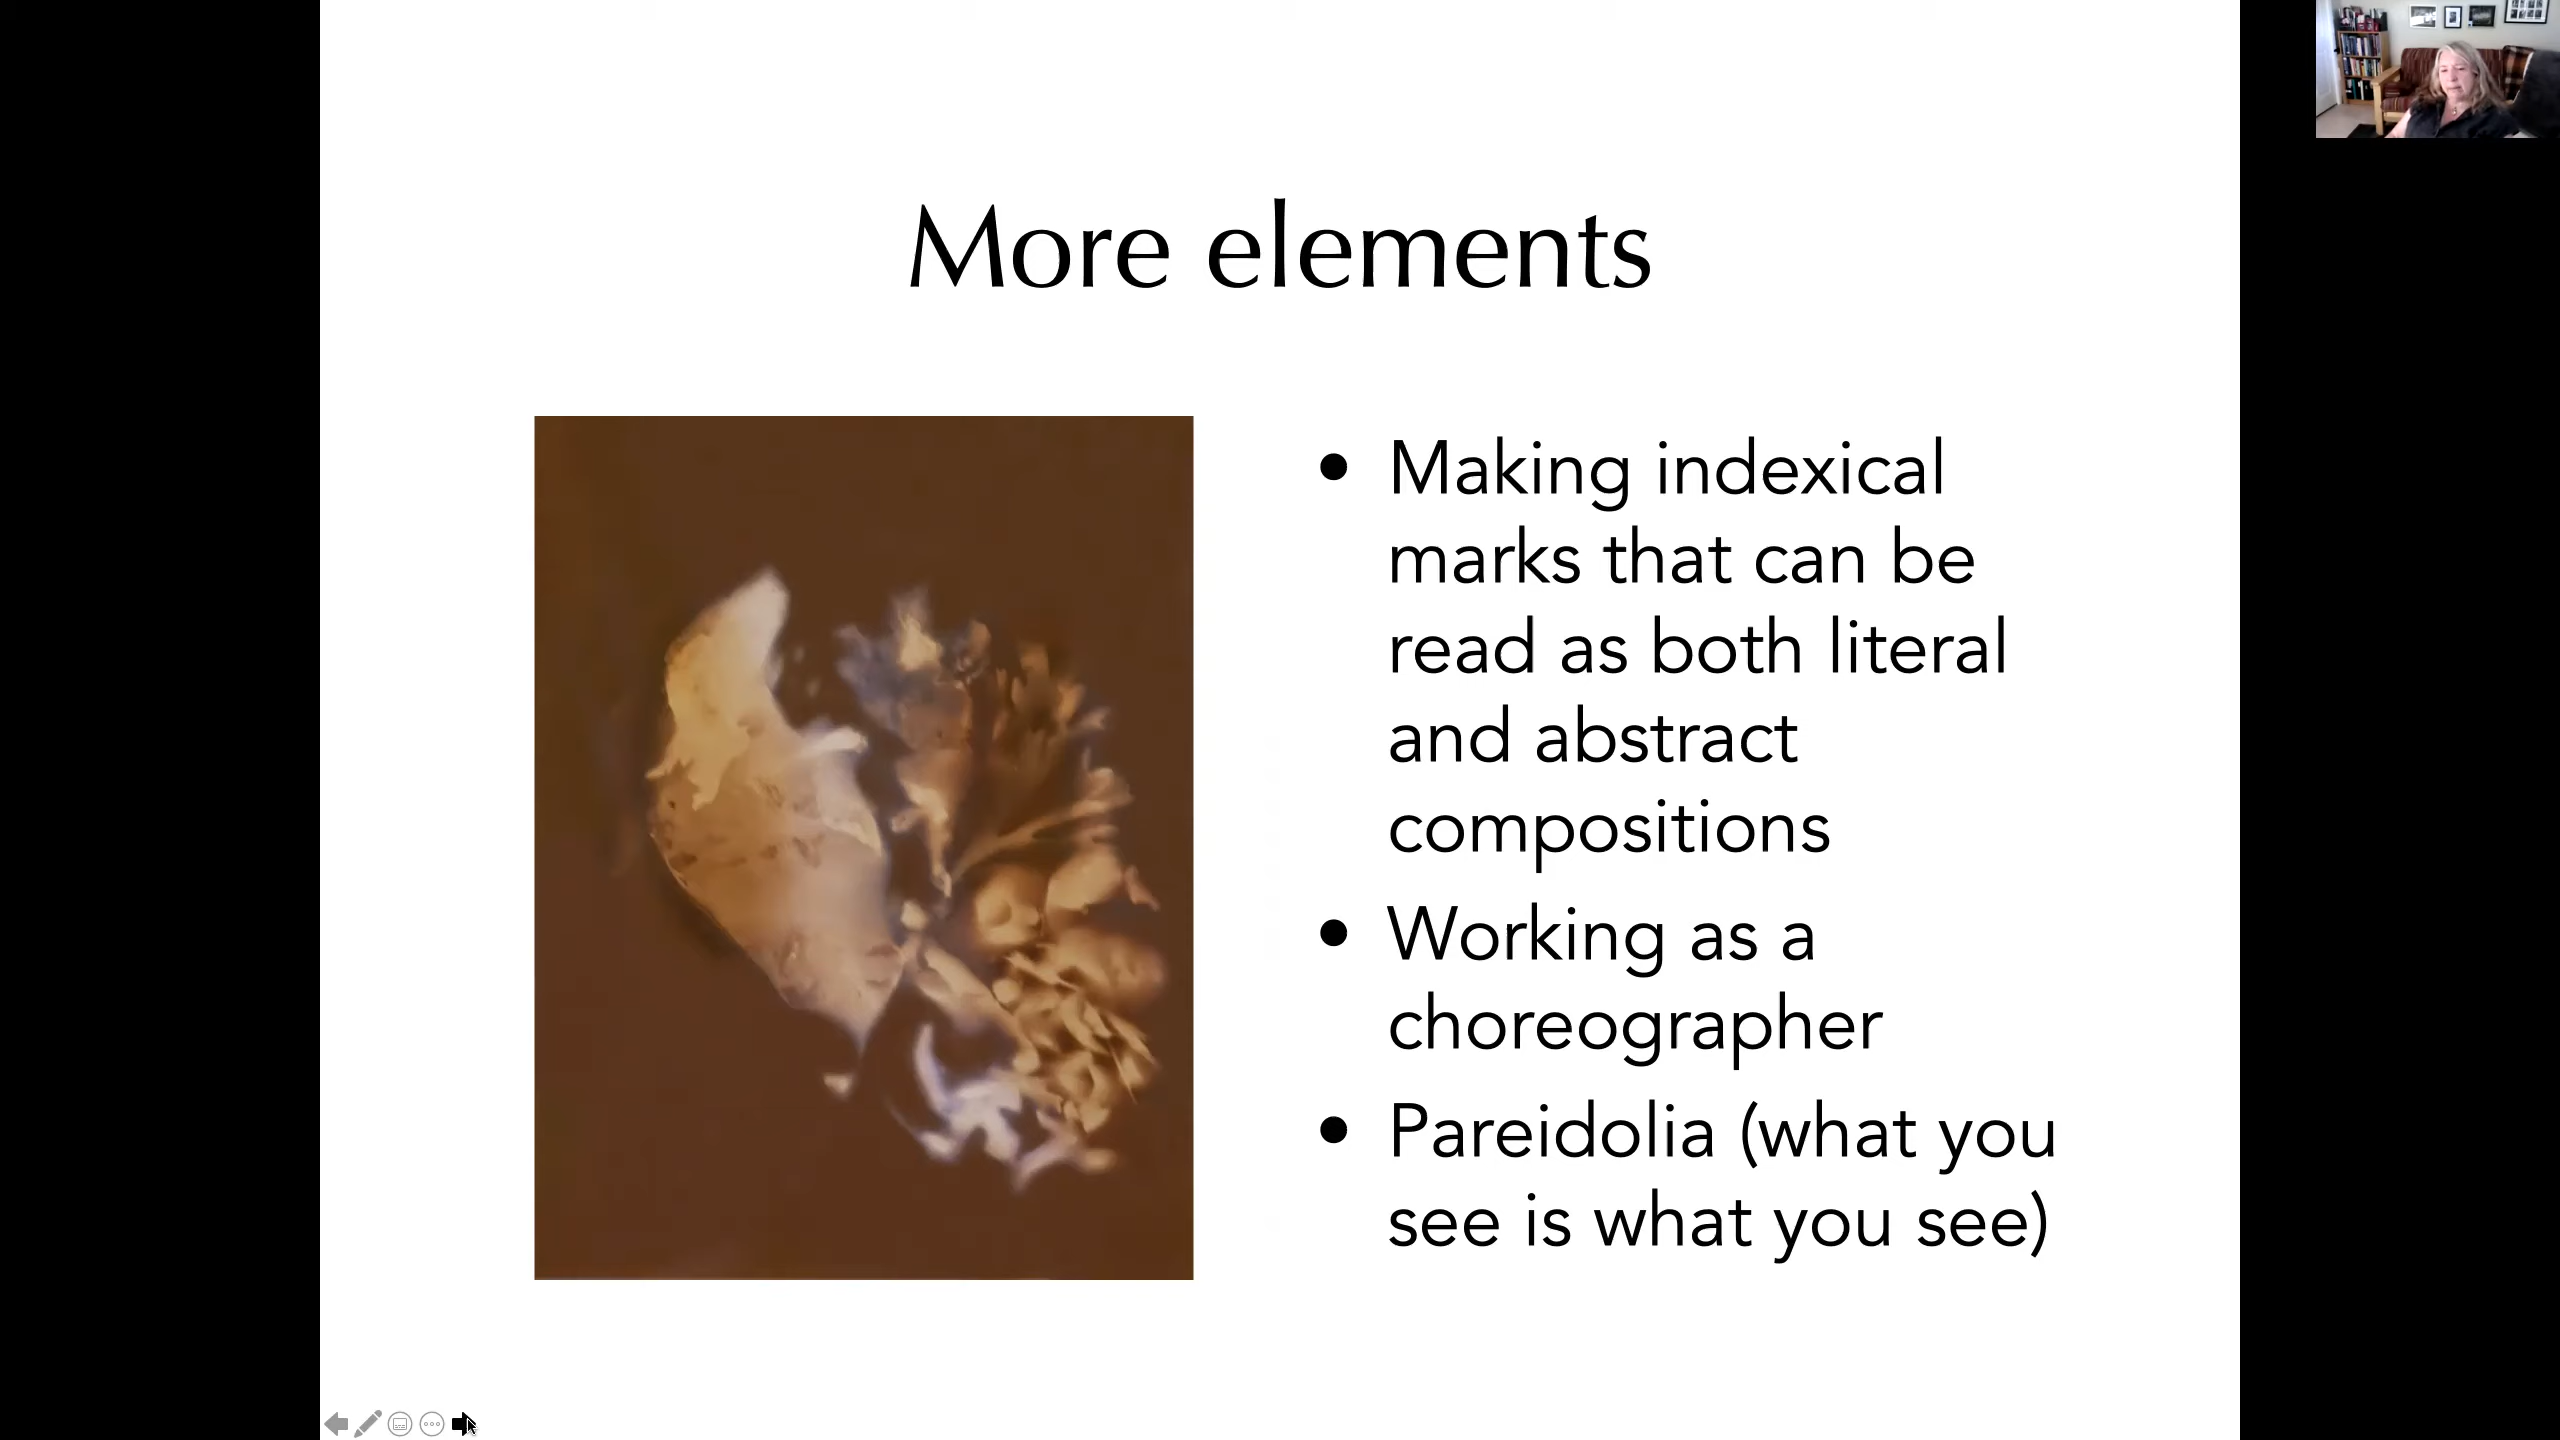 More elements
• Making indexical
marks that can be
read as both literal
and abstract
compositions
• Working as a
choreographer
• Pareidolia (what you
see is what you see)